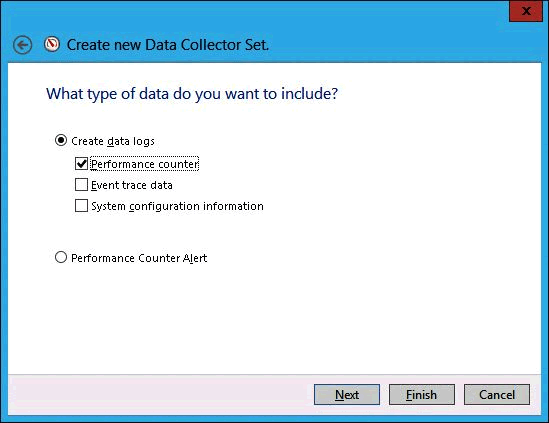 x
Create new Data Collector Set.
What type of data do you want to include?
Create data logs
Performance counter
Event trace data
System configuration information
Performance Counter Alert
Next Finish Cancel